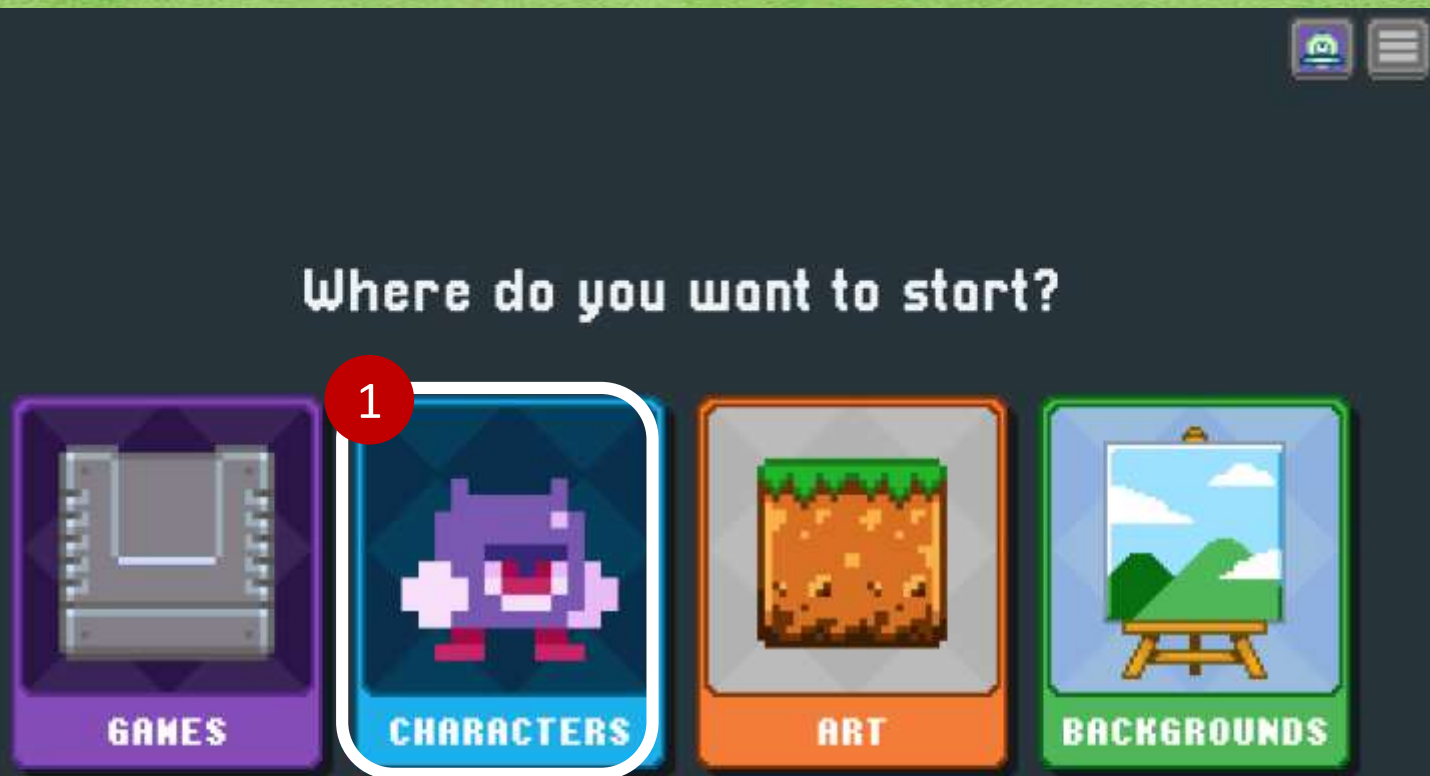 Where do you want to start?
1
GAMES
CHARACTERS
ART
BACKGROUNDS